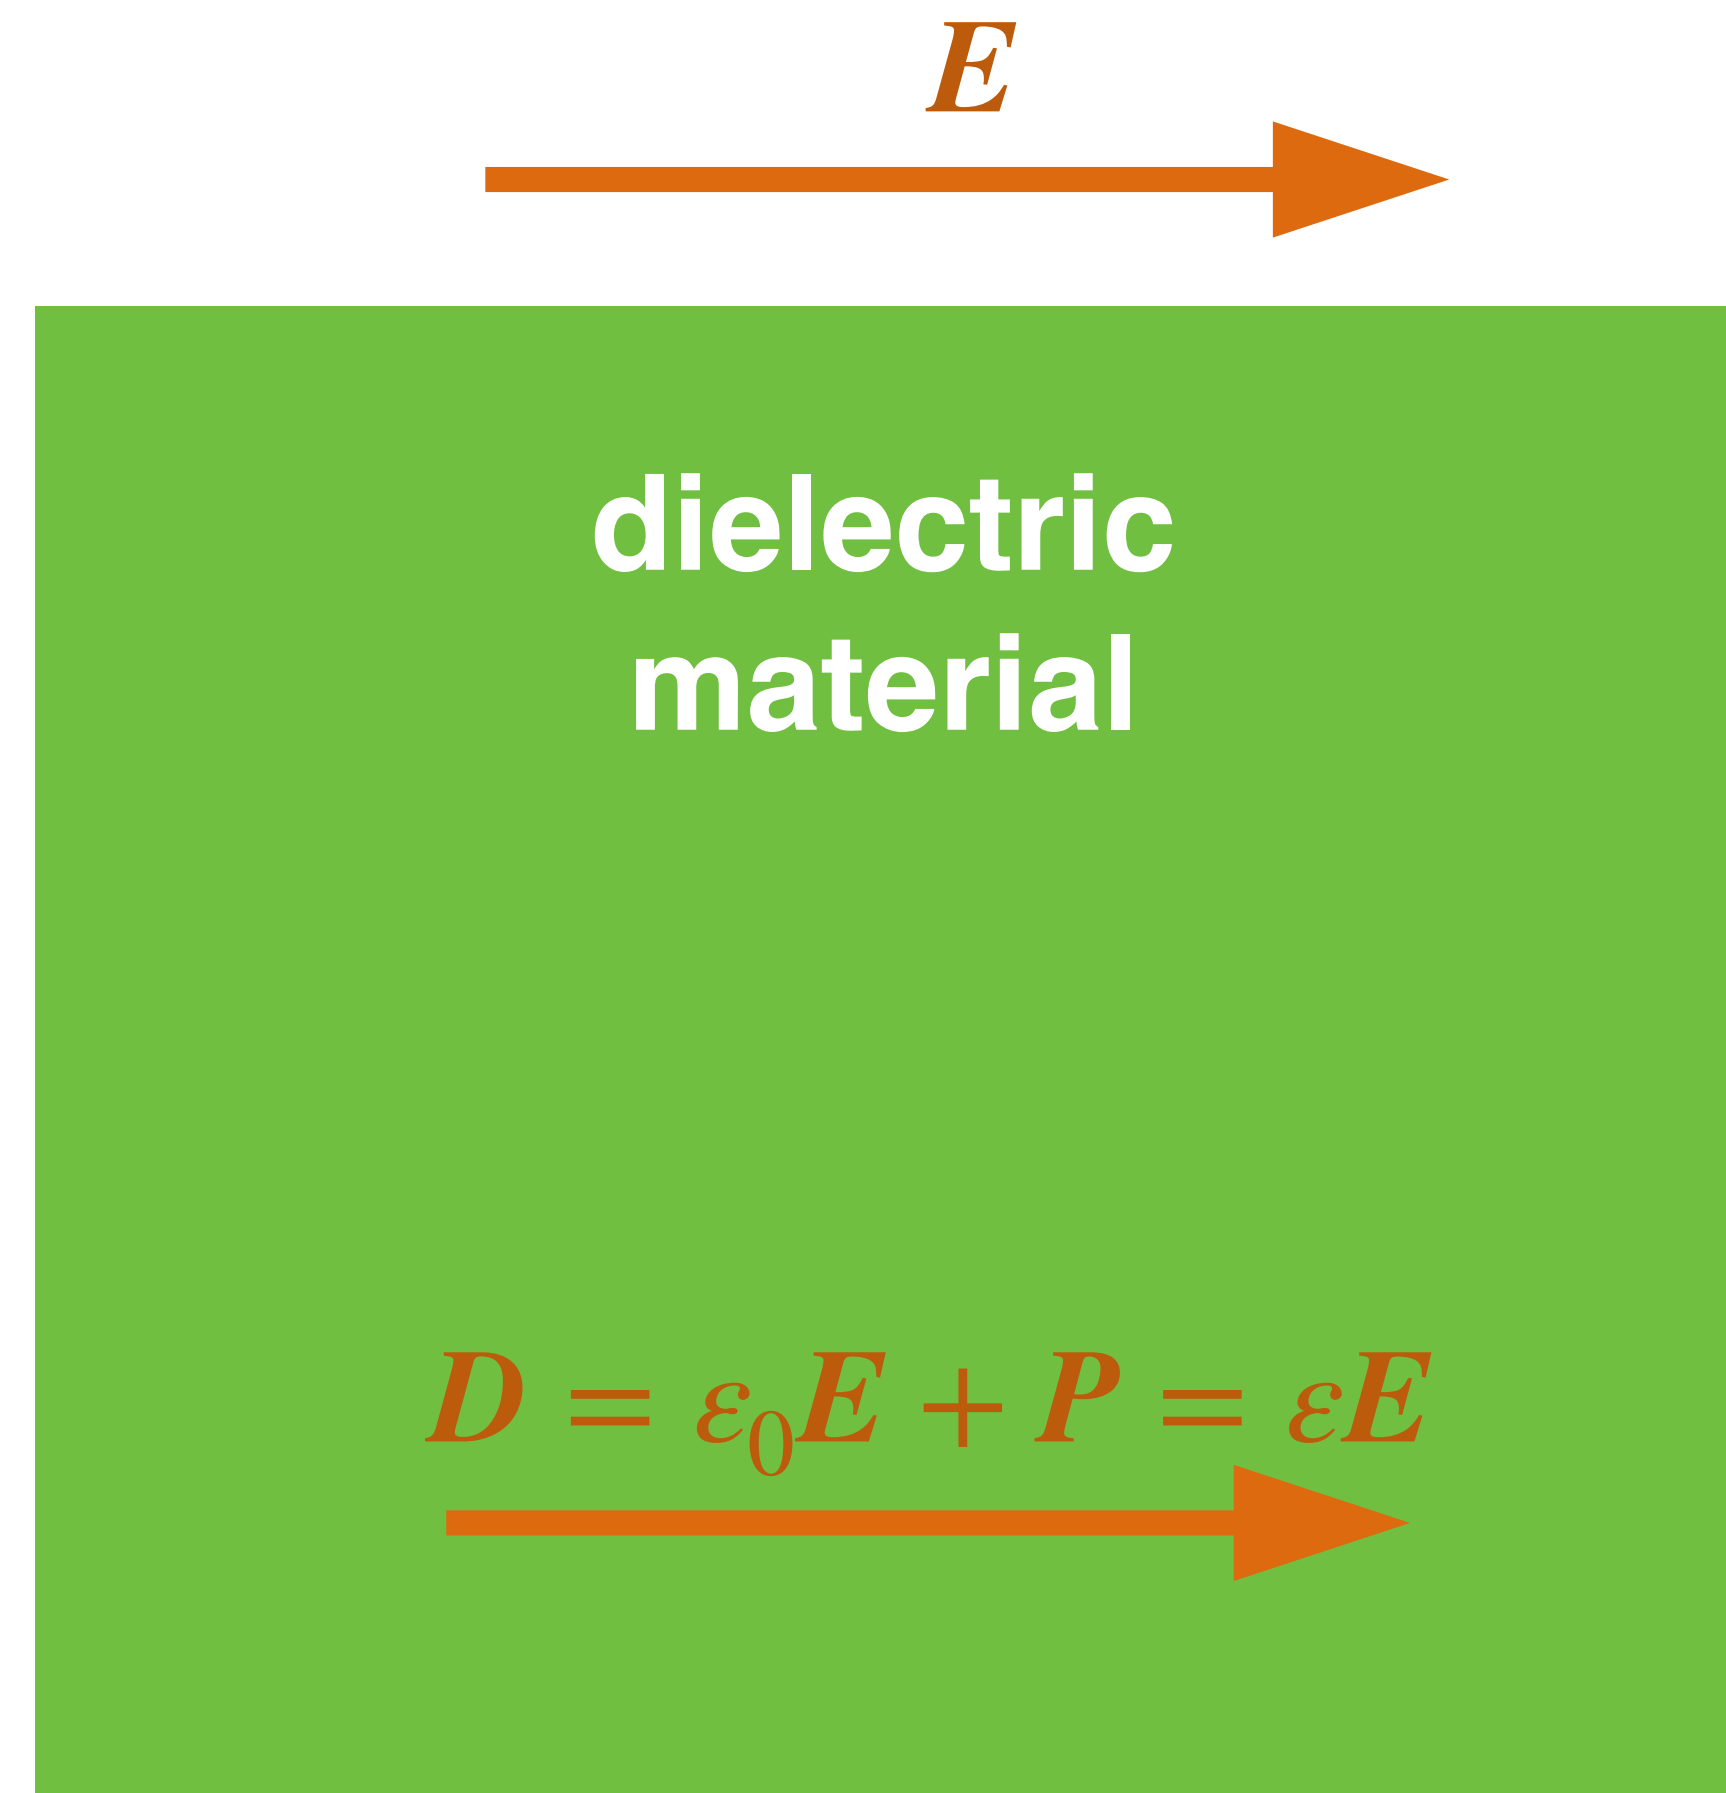 E
dielectric
material
D = ε₀E + P = εE